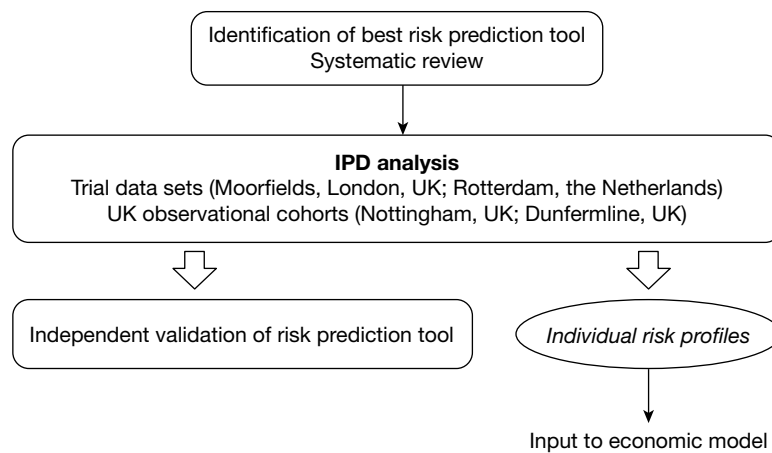 Identification of best risk prediction tool
Systematic review
IPD analysis
Trial data sets (Moorfields, London, UK; Rotterdam, the Netherlands)
UK observational cohorts (Nottingham, UK; Dunfermline, UK)
Independent validation of risk prediction tool
Individual risk profiles
Input to economic model